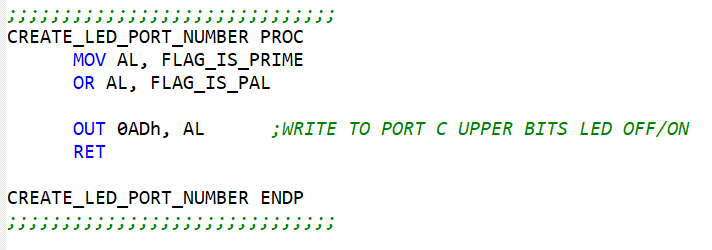 ;;;;;;;;;;;;;;;;;;;;;;;;;;;;;;
CREATE_LED_PORT_NUMBER PROC
MOV AL, FLAG_IS_PRIME
OR AL, FLAG_IS_PAL
OUT 0ADh, AL ;WRITE TO PORT C UPPER BITS LED OFF/ON
RET
CREATE_LED_PORT_NUMBER ENDP
;;;;;;;;;;;;;;;;;;;;;;;;;;;;;;